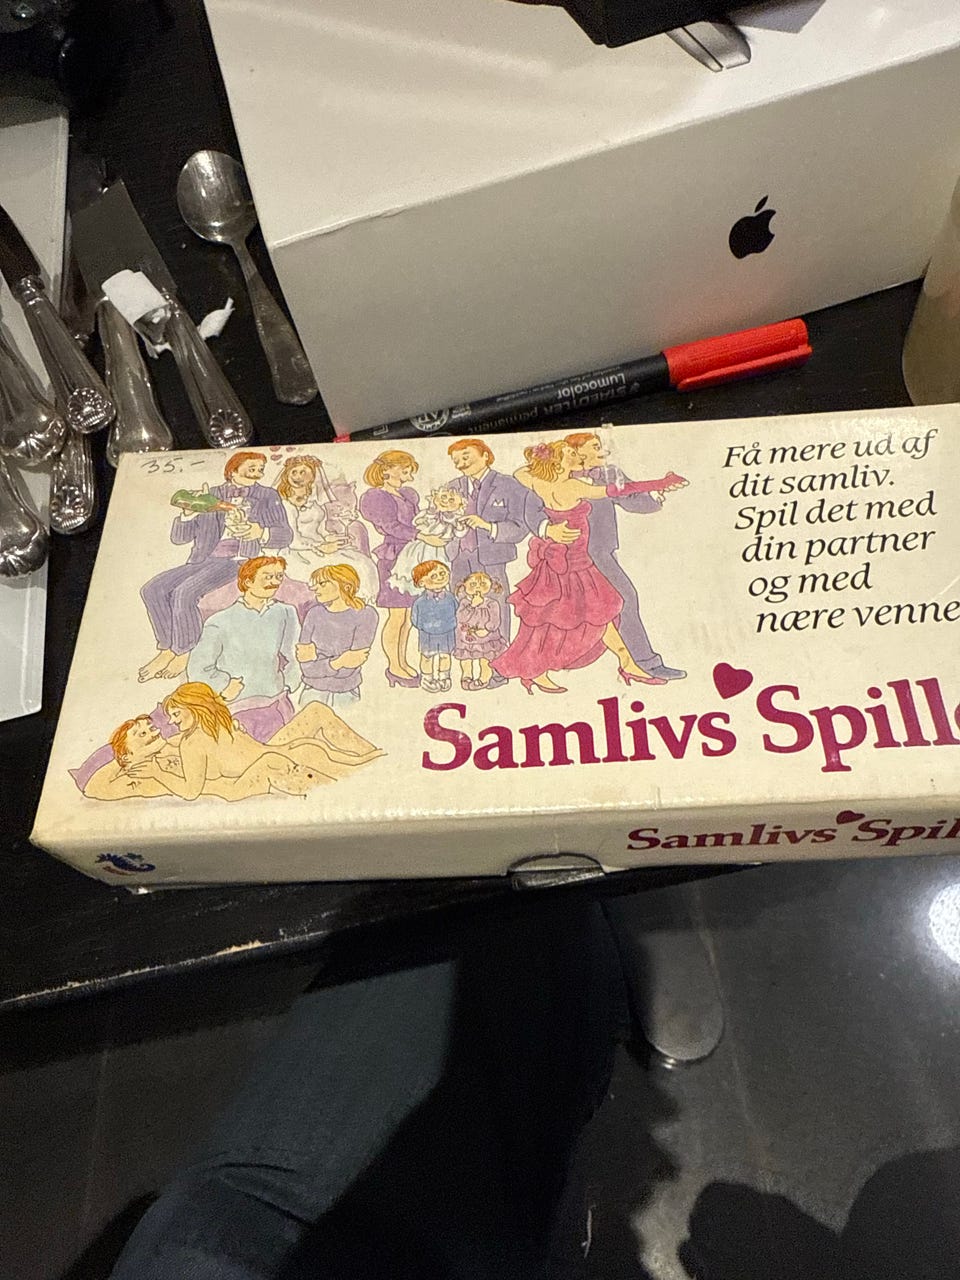 STAEDTLER permanent
Lumocolor
35,-
Få mere ud af
dit samliv.
Spil det med
din partner
og med
nære venne
Samlivs Spill
Samlivs Spil